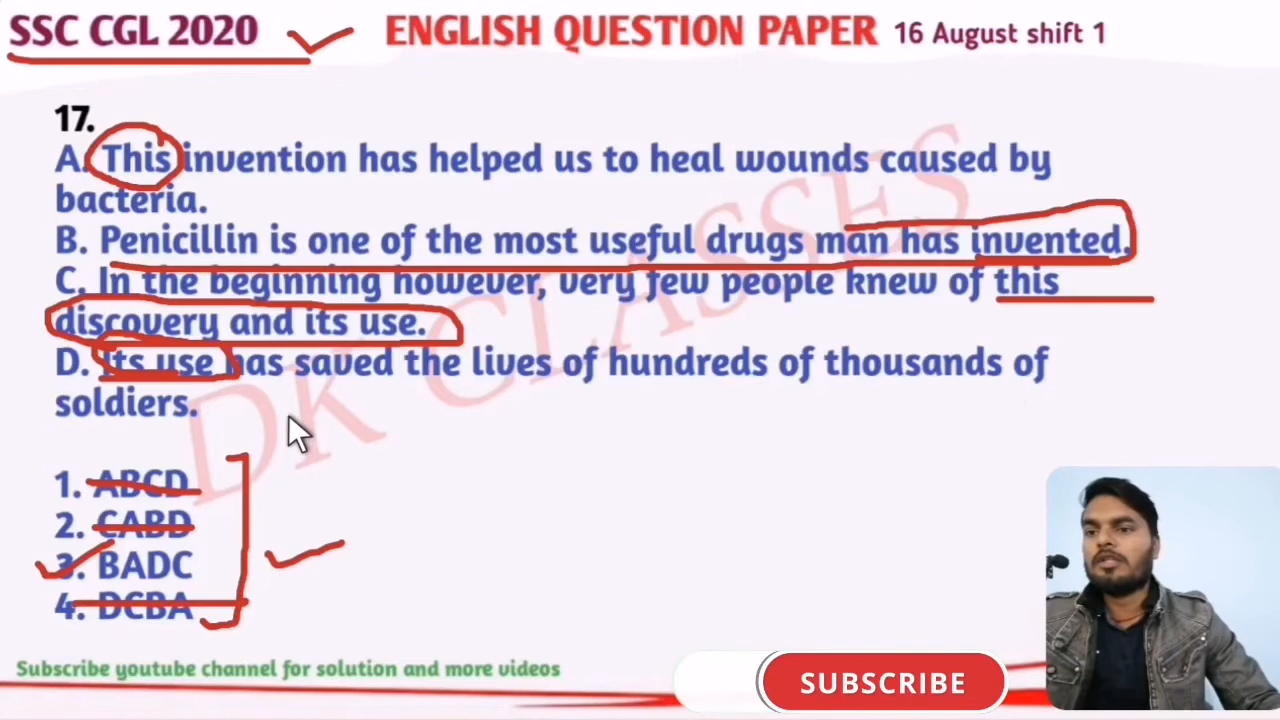 SSC CGL 2020 ENGLISH QUESTION PAPER 16 August shift 1
17.
A. This invention has helped us to heal wounds caused by
bacteria.
B. Penicillin is one of the most useful drugs man has invented.
C. In the beginning however, very few people knew of this
discovery and its use.
D. Its use has saved the lives of hundreds of thousands of
soldiers.
DK CLASSES
1. ABCD
2. CABD
3. BADC
4. DCBA
Subscribe youtube channel for solution and more videos
SUBSCRIBE